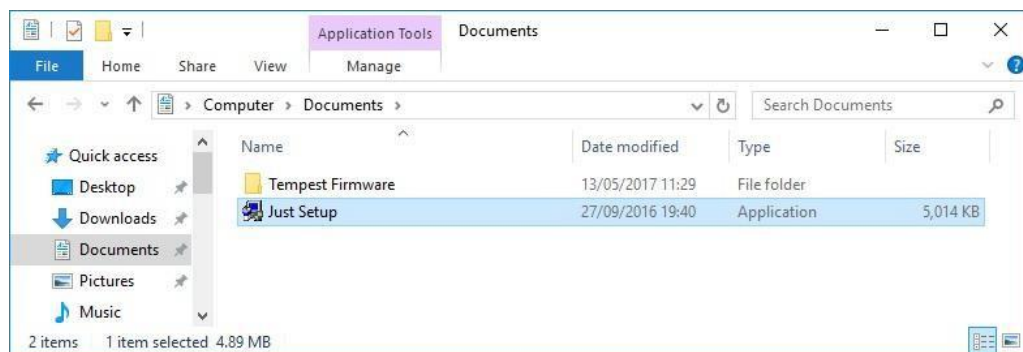 Application Tools Documents
File Home Share View Manage
Computer > Documents > Search Documents
Name Date modified Type Size
Quick access
Desktop
Downloads
Documents
Pictures
Music
Tempest Firmware 13/05/2017 11:29 File folder
Just Setup 27/09/2016 19:40 Application 5,014 KB
2 items 1 item selected 4.89 MB